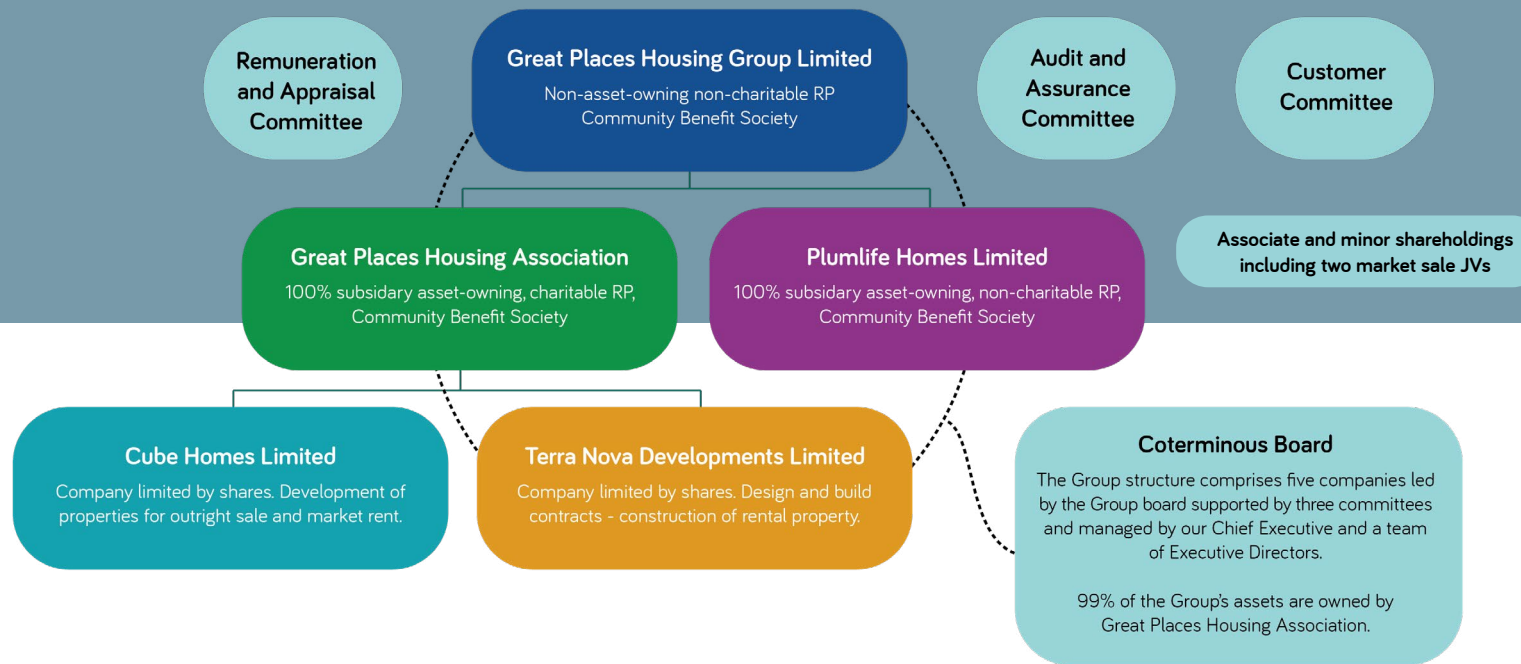 Remuneration
and Appraisal
Committee
Great Places Housing Group Limited
Non-asset-owning non-charitable RP
Community Benefit Society
Audit and
Assurance
Committee
Customer
Committee
Great Places Housing Association
100% subsidary asset-owning, charitable RP,
Community Benefit Society
Plumlife Homes Limited
100% subsidary asset-owning, non-charitable RP,
Community Benefit Society
Associate and minor shareholdings
including two market sale JVs
Cube Homes Limited
Company limited by shares. Development of
properties for outright sale and market rent.
Terra Nova Developments Limited
Company limited by shares. Design and build
contracts - construction of rental property.
Coterminous Board
The Group structure comprises five companies led
by the Group board supported by three committees
and managed by our Chief Executive and a team
of Executive Directors.
99% of the Group's assets are owned by
Great Places Housing Association.